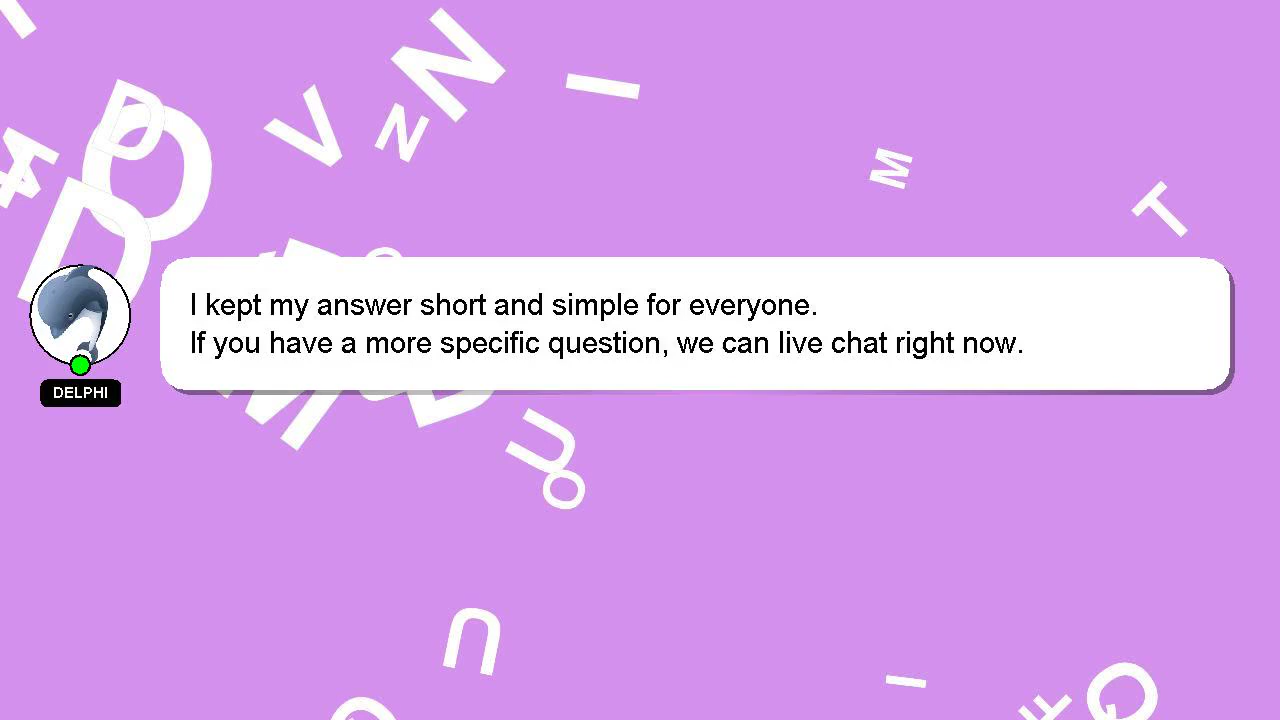 I kept my answer short and simple for everyone.
If you have a more specific question, we can live chat right now.
DELPHI